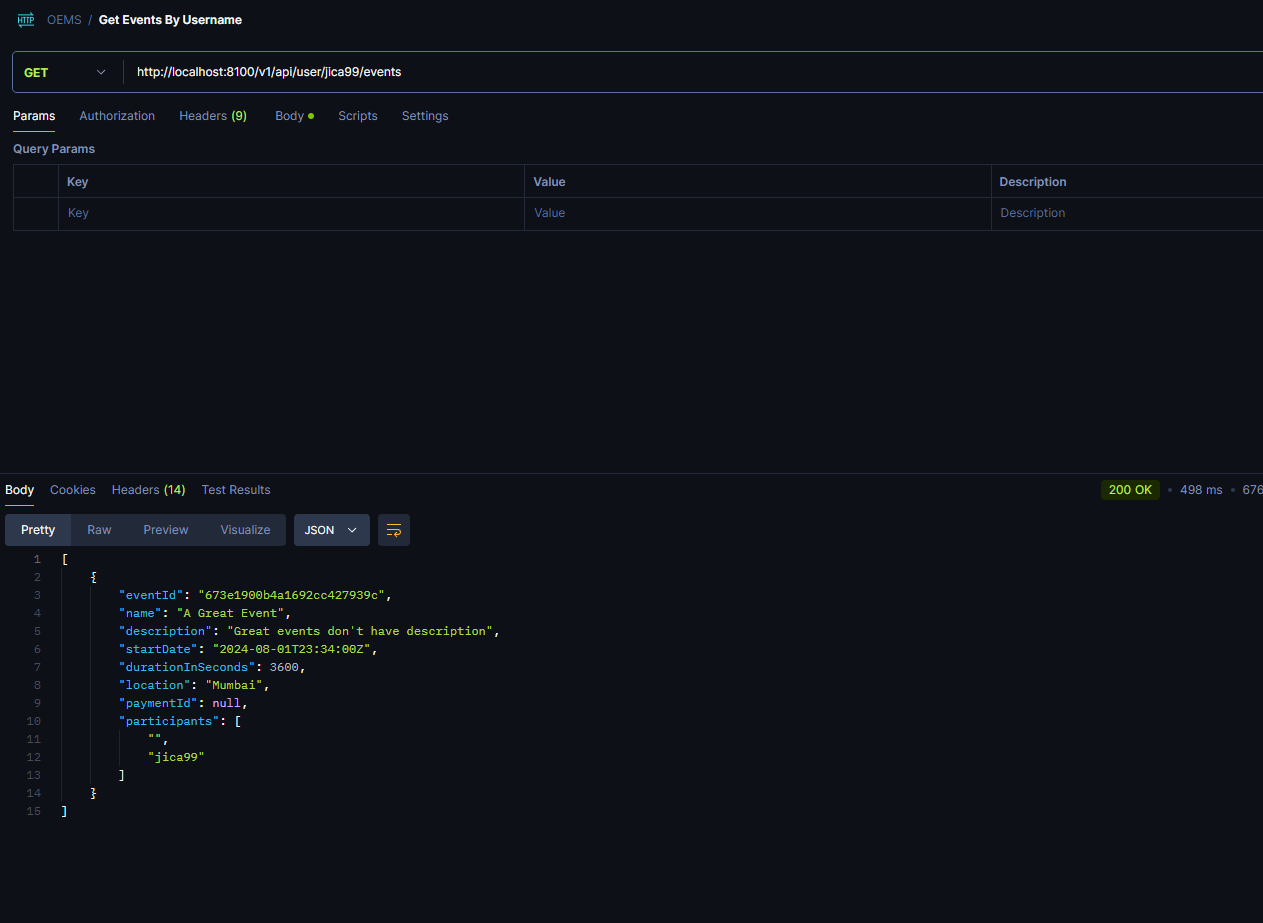 HTTP OEMS / Get Events By Username
GET http://localhost:8100/v1/api/user/jica99/events
Params Authorization Headers (9) Body Scripts Settings
Query Params
Key Value Description
Key Value Description
Body Cookies Headers (14) Test Results 200 OK • 498 ms • 676
Pretty Raw Preview Visualize JSON
1 [
2 {
3 "eventId": "673e1900b4a1692cc427939c",
4 "name": "A Great Event",
5 "description": "Great events don't have description",
6 "startDate": "2024-08-01T23:34:00Z",
7 "durationInSeconds": 3600,
8 "location": "Mumbai",
9 "paymentId": null,
10 "participants": [
11 "",
12 "jica99"
13 ]
14 }
15 ]